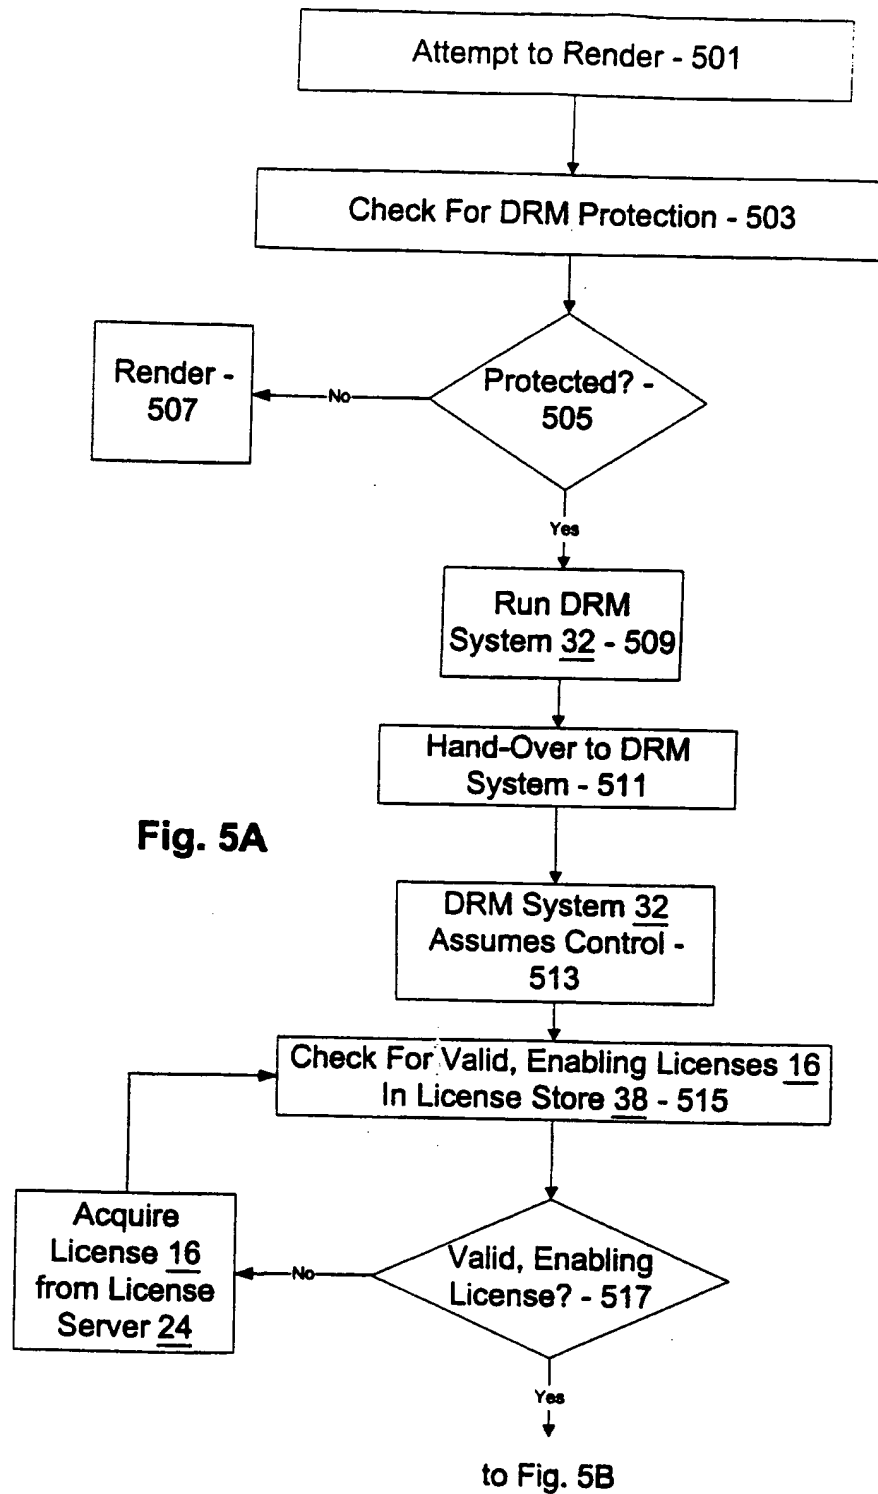 Attempt to Render - 501
Check For DRM Protection - 503
Render -
507
No
Protected? -
505
Yes
Run DRM
System 32 - 509
Hand-Over to DRM
System - 511
Fig. 5A
DRM System 32
Assumes Control -
513
Check For Valid, Enabling Licenses 16
In License Store 38 - 515
Acquire
License 16
from License
Server 24
No
Valid, Enabling
License? - 517
Yes
to Fig. 5B